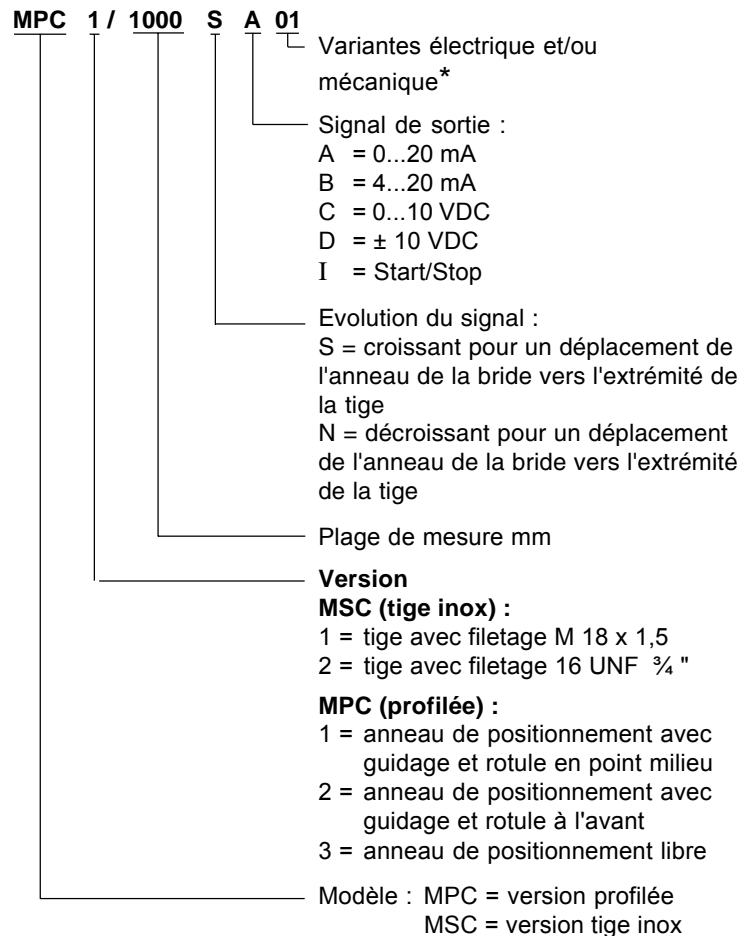 MPC 1 / 1000 S A 01
Variantes électrique et/ou
mécanique*
Signal de sortie :
A = 0...20 mA
B = 4...20 mA
C = 0...10 VDC
D = ± 10 VDC
I = Start/Stop
Evolution du signal :
S = croissant pour un déplacement de
l'anneau de la bride vers l'extrémité de
la tige
N = décroissant pour un déplacement
de l'anneau de la bride vers l'extrémité
de la tige
Plage de mesure mm
Version
MSC (tige inox) :
1 = tige avec filetage M 18 x 1,5
2 = tige avec filetage 16 UNF ¾ "
MPC (profilée) :
1 = anneau de positionnement avec
guidage et rotule en point milieu
2 = anneau de positionnement avec
guidage et rotule à l'avant
3 = anneau de positionnement libre
Modèle : MPC = version profilée
MSC = version tige inox